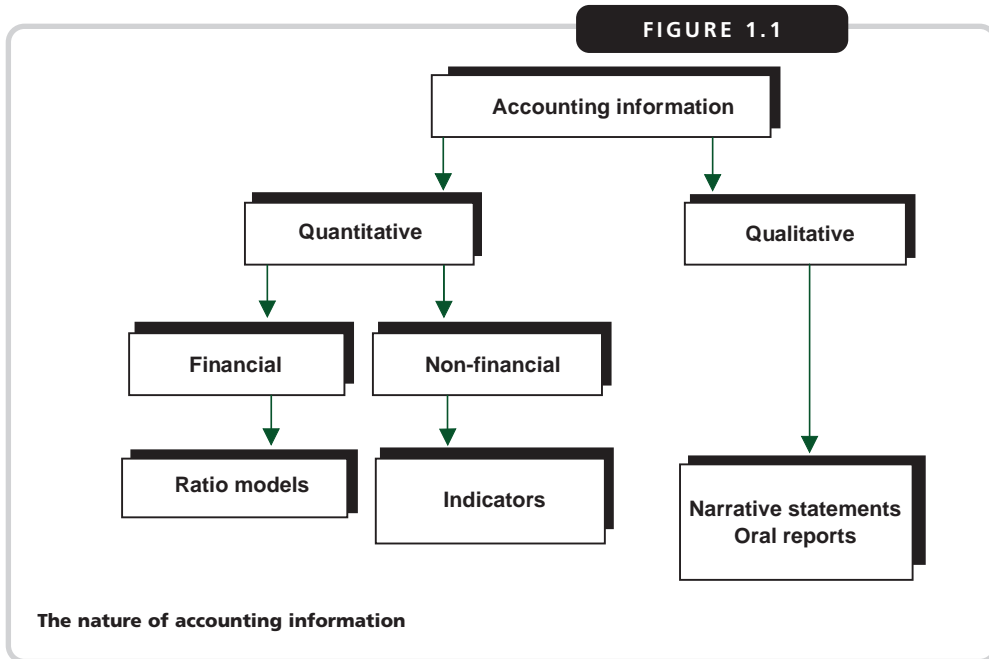 FIGURE 1.1
Accounting information
Quantitative
Qualitative
Financial
Non-financial
Ratio models
Indicators
Narrative statements
Oral reports
The nature of accounting information